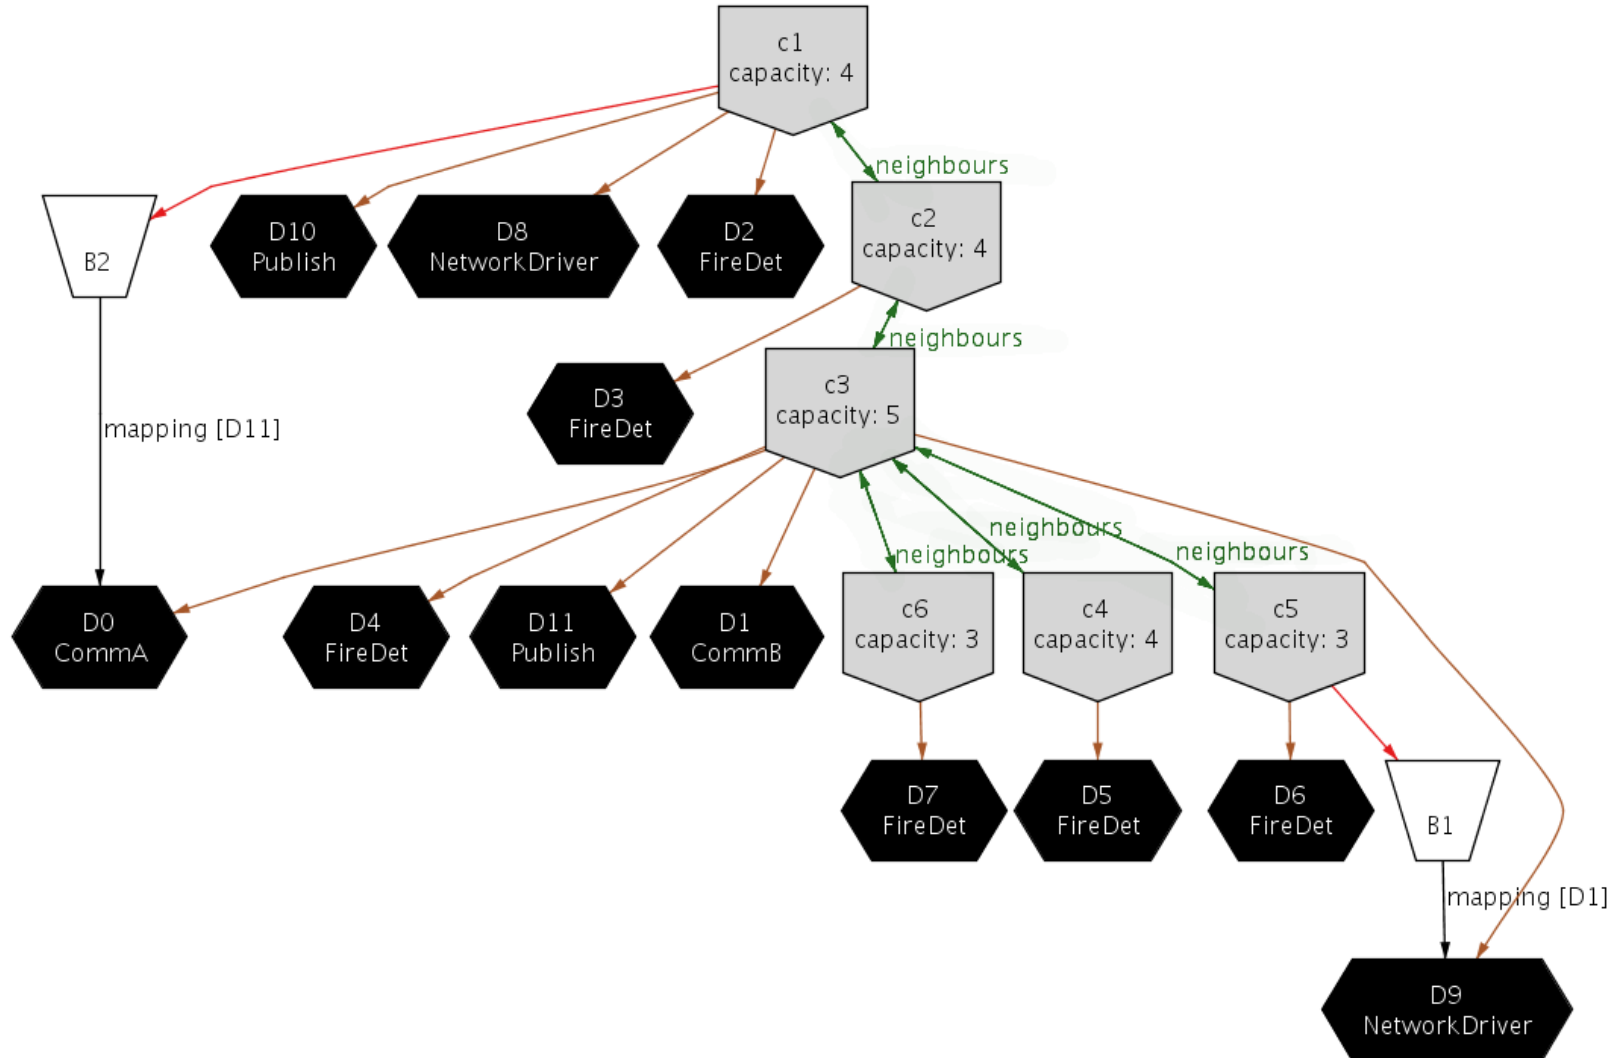 c1
capacity: 4
neighbours
B2
D10
Publish
D8
NetworkDriver
D2
FireDet
c2
capacity: 4
neighbours
D3
FireDet
c3
capacity: 5
mapping [D11]
neighbours
neighbours
neighbours
D0
CommA
D4
FireDet
D11
Publish
D1
CommB
c6
capacity: 3
c4
capacity: 4
c5
capacity: 3
D7
FireDet
D5
FireDet
D6
FireDet
B1
mapping [D1]
D9
NetworkDriver